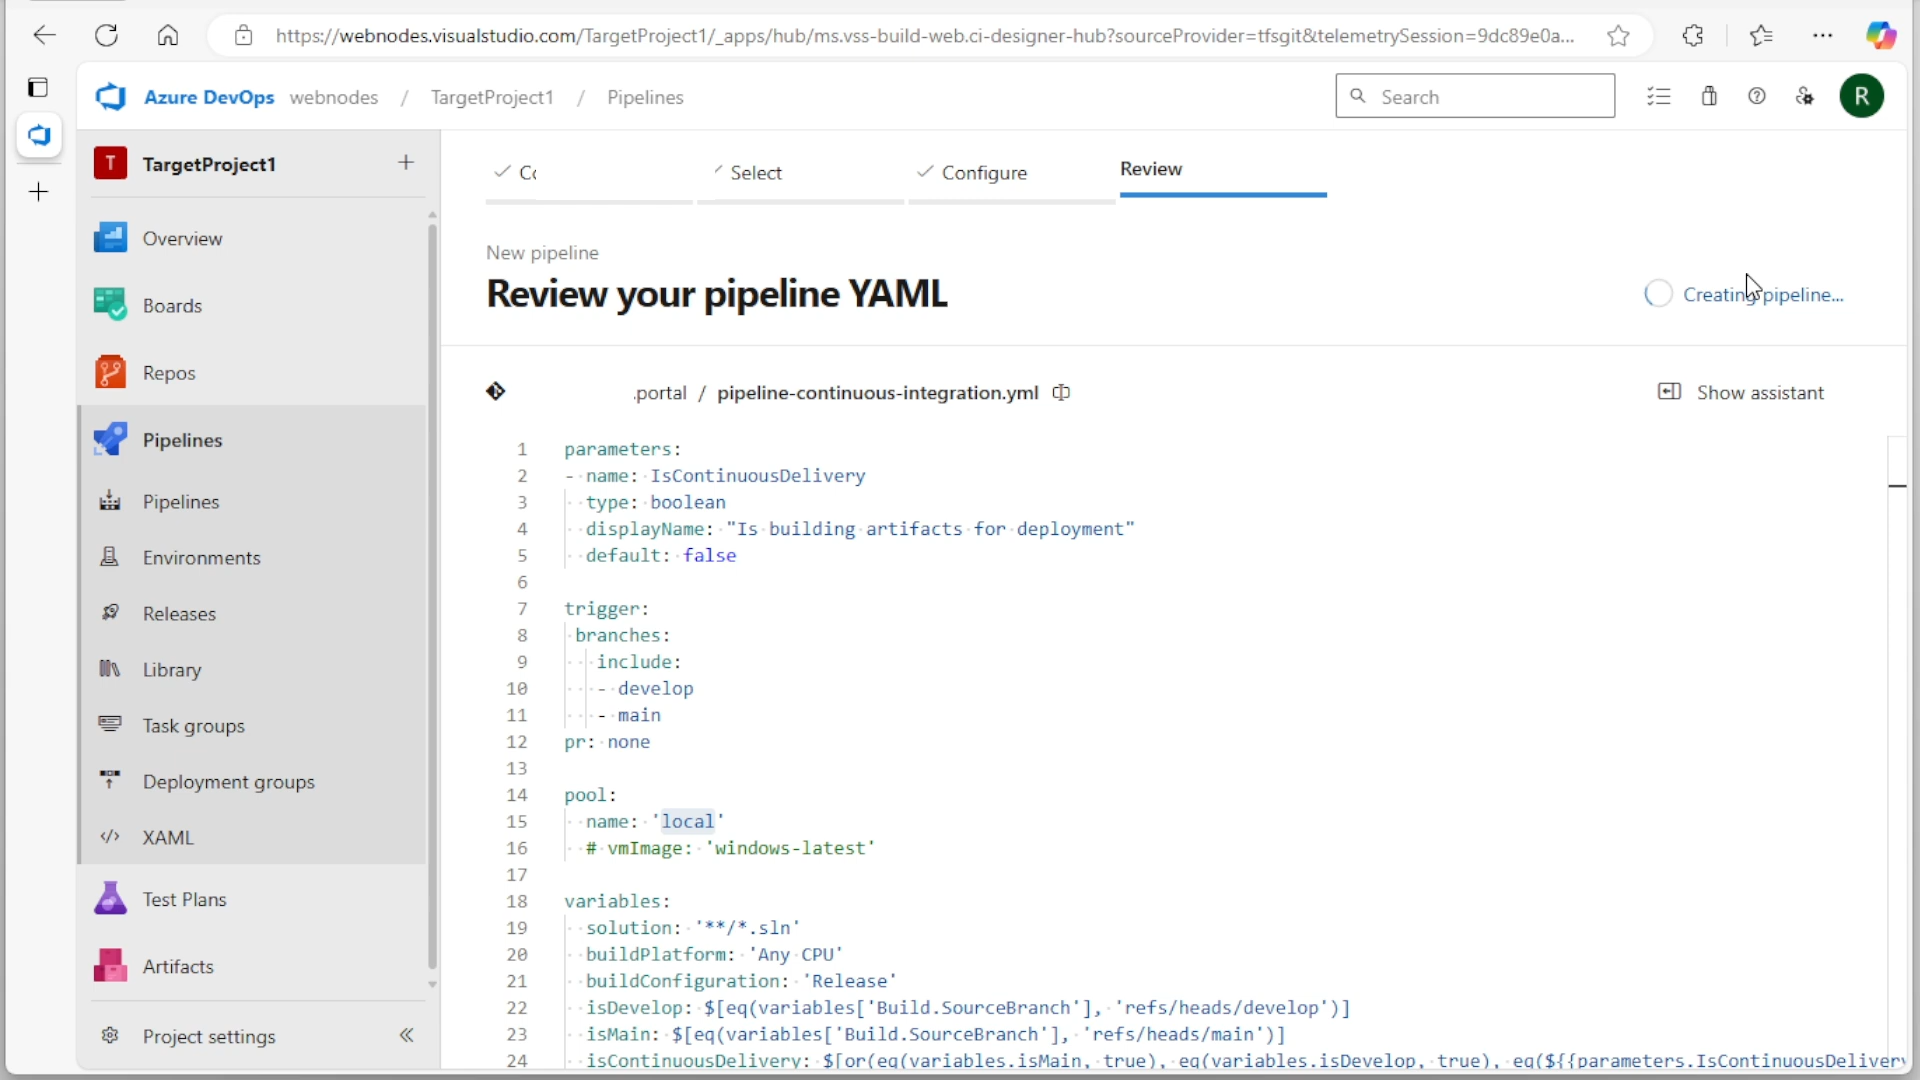 https://webnodes.visualstudio.com/TargetProject1/_apps/hub/ms.vss-build-web.ci-designer-hub?sourceProvider=tfsgit&telemetrySession=9dc89e0a...
Azure DevOps webnodes / TargetProject1 / Pipelines
Search
R
T TargetProject1
Overview
Boards
Repos
Pipelines
Pipelines
Environments
Releases
Library
Task groups
Deployment groups
XAML
Test Plans
Artifacts
Project settings
Select
Configure
Review
New pipeline
Review your pipeline YAML
Creating pipeline...
.portal / pipeline-continuous-integration.yml
Show assistant
1 parameters:
2 - name: IsContinuousDelivery
3 type: boolean
4 displayName: "Is building artifacts for deployment"
5 default: false
6
7 trigger:
8 branches:
9 include:
10 - develop
11 - main
12 pr: none
13
14 pool:
15 name: 'local'
16 # vmImage: 'windows-latest'
17
18 variables:
19 solution: '**/*.sln'
20 buildPlatform: 'Any CPU'
21 buildConfiguration: 'Release'
22 isDevelop: $[eq(variables['Build.SourceBranch'], 'refs/heads/develop')]
23 isMain: $[eq(variables['Build.SourceBranch'], 'refs/heads/main')]
24 isContinuousDelivery: $[or(eq(variables.isMain, true), eq(variables.isDevelop, true), eq(${{parameters.IsContinuousDelivery